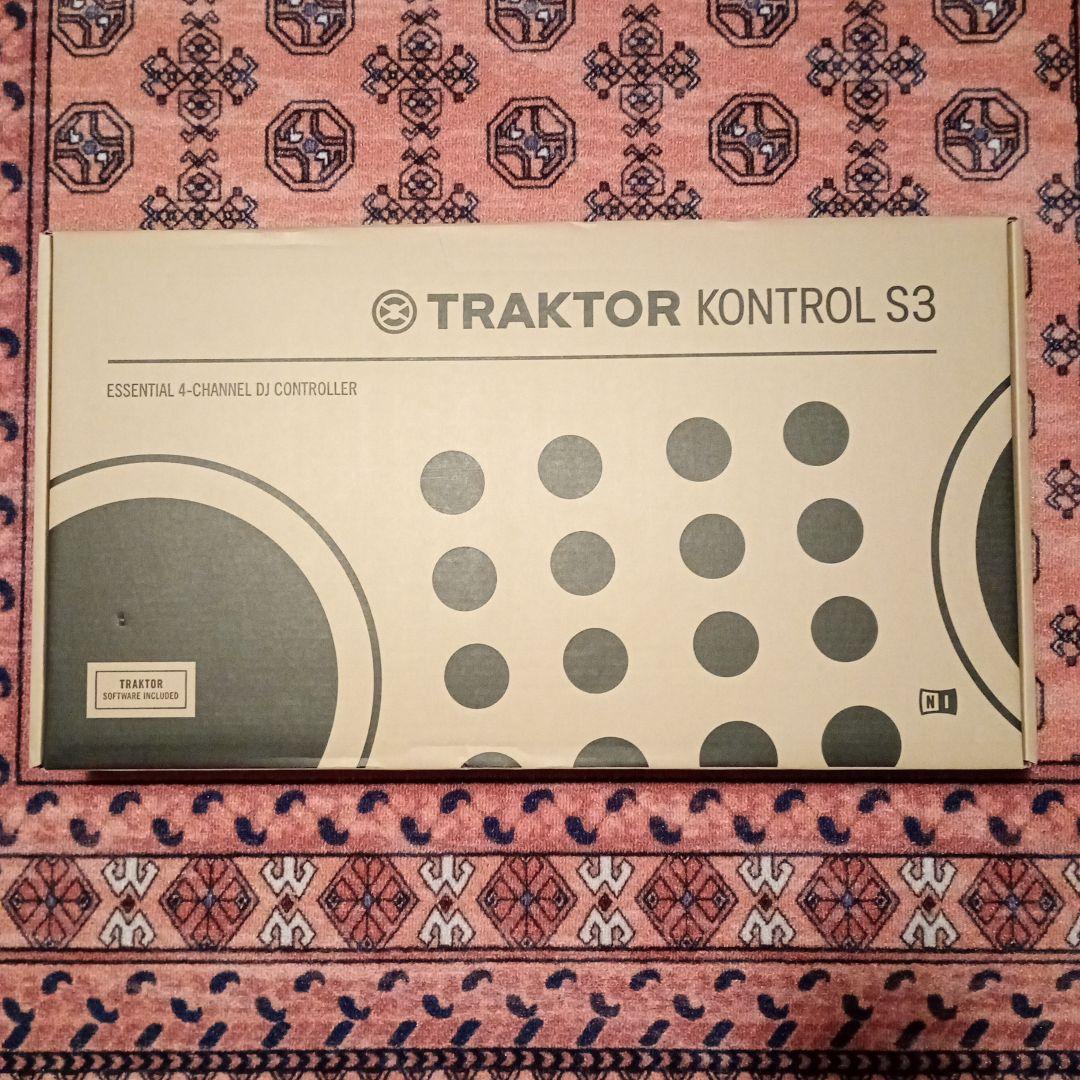 TRAKTOR KONTROL S3
ESSENTIAL 4-CHANNEL DJ CONTROLLER
TRAKTOR
SOFTWARE INCLUDED
NI